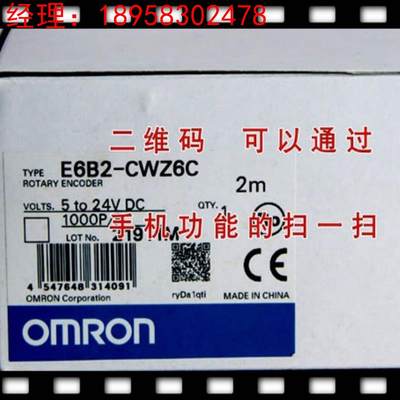 经理：18958302478
二维码 可以通过
TYPE E6B2-CWZ6C
ROTARY ENCODER
2m
VOLTS. 5 to 24V DC
QTY. 1
1000P
手机功能的扫一扫
LOT No.
4 547648 314091
OMRON Corporation
ryDa1qti
MADE IN CHINA
CE
OMRON